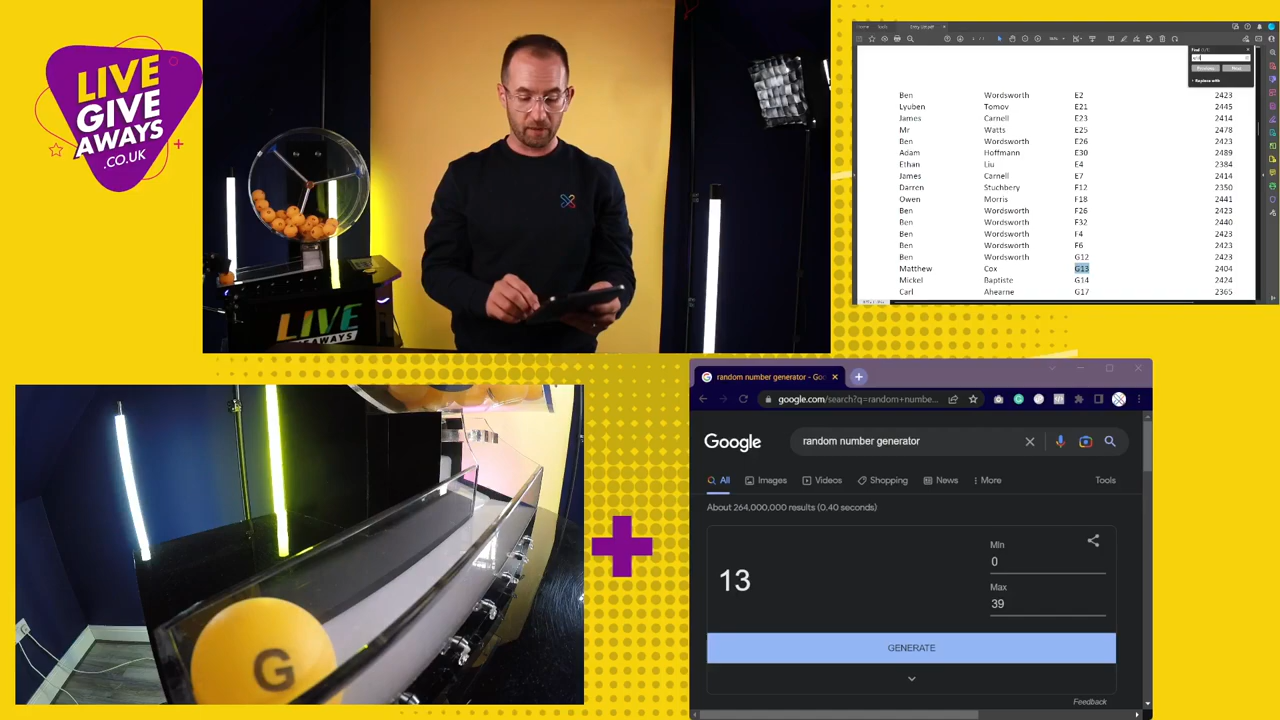 LIVE
GIVE
AWAYS
.CO.UK
LIVE
Ben Wordsworth E2 2423
Lyuben Tomov E21 2445
James Carnell E23 2414
Mr Watts E25 2478
Ben Wordsworth E26 2423
Adam Hoffmann E30 2489
Ethan Liu E4 2384
James Carnell E7 2414
Darren Stuchbery F12 2350
Owen Morris F18 2441
Ben Wordsworth F26 2423
Ben Wordsworth F32 2440
Ben Wordsworth F4 2423
Ben Wordsworth F6 2423
Ben Wordsworth G12 2423
Matthew Cox G13 2404
Mickel Baptiste G14 2424
Carl Ahearne G17 2365
G
random number generator - Go
google.com/search?q=random+numbe...
Google
random number generator
All Images Videos Shopping News More Tools
About 264,000,000 results (0.40 seconds)
Min
0
13
Max
39
GENERATE
Feedback